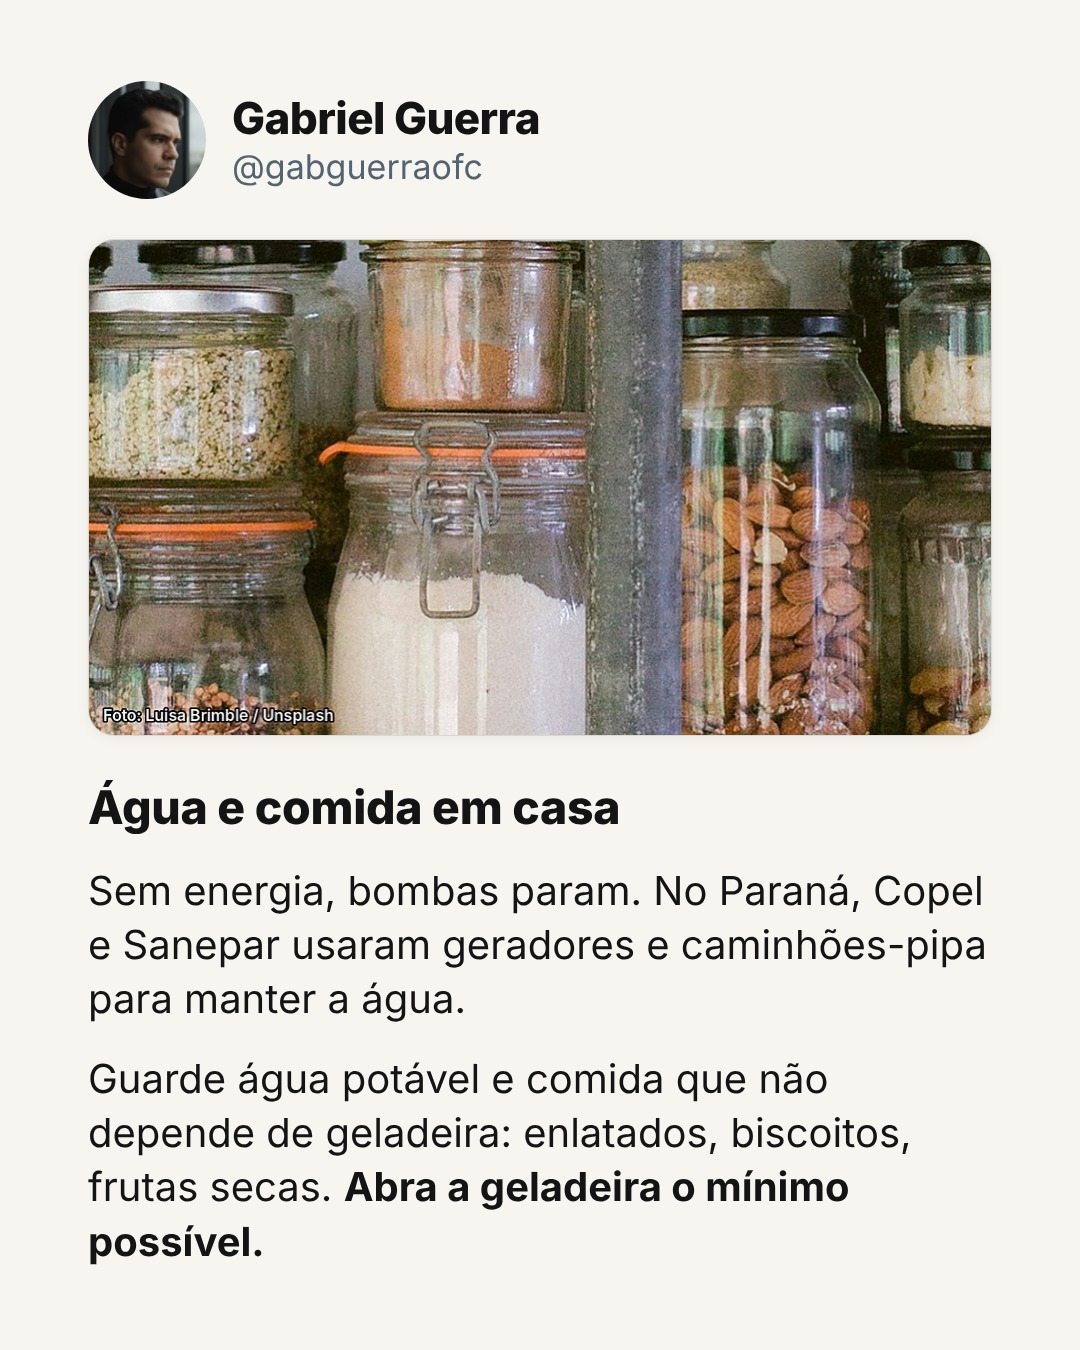 Gabriel Guerra
@gabguerraofc
Foto: Luisa Brimble / Unsplash
Água e comida em casa
Sem energia, bombas param. No Paraná, Copel
e Sanepar usaram geradores e caminhões-pipa
para manter a água.
Guarde água potável e comida que não
depende de geladeira: enlatados, biscoitos,
frutas secas. Abra a geladeira o mínimo
possível.